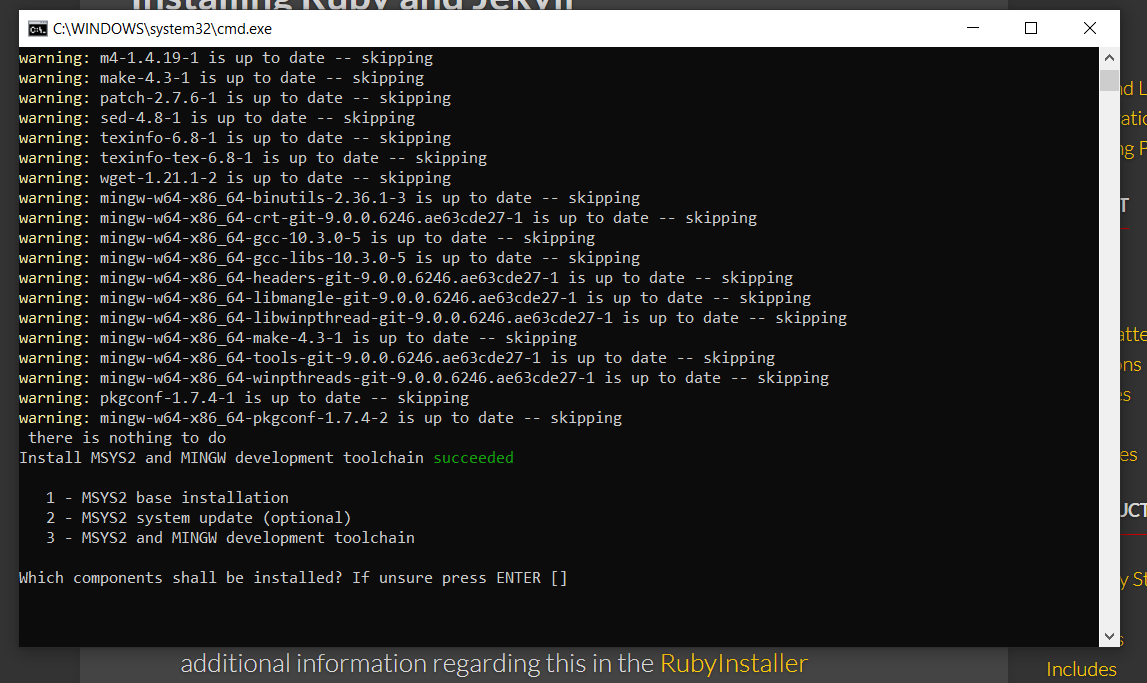 Installing Ruby and Jekyll
C:\WINDOWS\system32\cmd.exe
warning: m4-1.4.19-1 is up to date -- skipping
warning: make-4.3-1 is up to date -- skipping
warning: patch-2.7.6-1 is up to date -- skipping
warning: sed-4.8-1 is up to date -- skipping
warning: texinfo-6.8-1 is up to date -- skipping
warning: texinfo-tex-6.8-1 is up to date -- skipping
warning: wget-1.21.1-2 is up to date -- skipping
warning: mingw-w64-x86_64-binutils-2.36.1-3 is up to date -- skipping
warning: mingw-w64-x86_64-crt-git-9.0.0.6246.ae63cde27-1 is up to date -- skipping
warning: mingw-w64-x86_64-gcc-10.3.0-5 is up to date -- skipping
warning: mingw-w64-x86_64-gcc-libs-10.3.0-5 is up to date -- skipping
warning: mingw-w64-x86_64-headers-git-9.0.0.6246.ae63cde27-1 is up to date -- skipping
warning: mingw-w64-x86_64-libmangle-git-9.0.0.6246.ae63cde27-1 is up to date -- skipping
warning: mingw-w64-x86_64-libwinpthread-git-9.0.0.6246.ae63cde27-1 is up to date -- skipping
warning: mingw-w64-x86_64-make-4.3-1 is up to date -- skipping
warning: mingw-w64-x86_64-tools-git-9.0.0.6246.ae63cde27-1 is up to date -- skipping
warning: mingw-w64-x86_64-winpthreads-git-9.0.0.6246.ae63cde27-1 is up to date -- skipping
warning: pkgconf-1.7.4-1 is up to date -- skipping
warning: mingw-w64-x86_64-pkgconf-1.7.4-2 is up to date -- skipping
there is nothing to do
Install MSYS2 and MINGW development toolchain succeeded
1 - MSYS2 base installation
2 - MSYS2 system update (optional)
3 - MSYS2 and MINGW development toolchain
Which components shall be installed? If unsure press ENTER []
additional information regarding this in the RubyInstaller
Includes